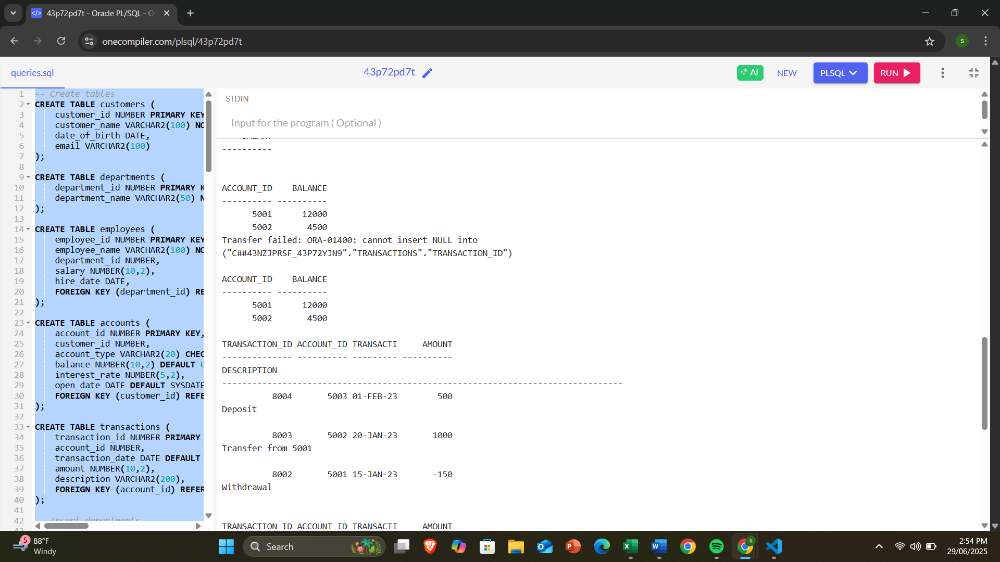 43p72pd7t - Oracle PL/SQL - O
onecompiler.com/plsql/43p72pd7t
S
queries.sql
43p72pd7t
AI
NEW
PLSQL
RUN
1 -- Create tables
2 CREATE TABLE customers (
3 customer_id NUMBER PRIMARY KEY
4 customer_name VARCHAR2(100) NO
5 date_of_birth DATE,
6 email VARCHAR2(100)
7 );
8
9 CREATE TABLE departments (
10 department_id NUMBER PRIMARY K
11 department_name VARCHAR2(50) N
12 );
13
14 CREATE TABLE employees (
15 employee_id NUMBER PRIMARY KEY
16 employee_name VARCHAR2(100) NO
17 department_id NUMBER,
18 salary NUMBER(10,2),
19 hire_date DATE,
20 FOREIGN KEY (department_id) RE
21 );
22
23 CREATE TABLE accounts (
24 account_id NUMBER PRIMARY KEY,
25 customer_id NUMBER,
26 account_type VARCHAR2(20) CHEC
27 balance NUMBER(10,2) DEFAULT 0
28 interest_rate NUMBER(5,2),
29 open_date DATE DEFAULT SYSDATE
30 FOREIGN KEY (customer_id) REFE
31 );
32
33 CREATE TABLE transactions (
34 transaction_id NUMBER PRIMARY
35 account_id NUMBER,
36 transaction_date DATE DEFAULT
37 amount NUMBER(10,2),
38 description VARCHAR2(200),
39 FOREIGN KEY (account_id) REFER
40 );
41
42 -- Insert departments
STDIN
Input for the program ( Optional )
----------
ACCOUNT_ID    BALANCE
---------- ----------
5001      12000
5002       4500
Transfer failed: ORA-01400: cannot insert NULL into
("C##43NZJPRSF_43P72YJN9"."TRANSACTIONS"."TRANSACTION_ID")
ACCOUNT_ID    BALANCE
---------- ----------
5001      12000
5002       4500
TRANSACTION_ID ACCOUNT_ID TRANSACTI     AMOUNT
-------------- ---------- --------- ----------
DESCRIPTION
--------------------------------------------------------------------------------
8004       5003 01-FEB-23        500
Deposit
8003       5002 20-JAN-23       1000
Transfer from 5001
8002       5001 15-JAN-23       -150
Withdrawal
TRANSACTION_ID ACCOUNT_ID TRANSACTI     AMOUNT
5
88°F
Windy
Search
2:54 PM
29/06/2025